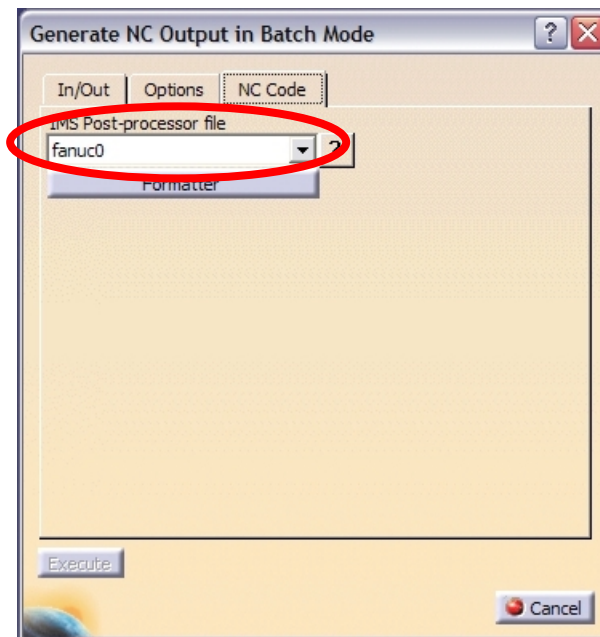 Generate NC Output in Batch Mode ?
In/Out Options NC Code
IMS Post-processor file
fanuc0 ?
Formatter
Execute
Cancel